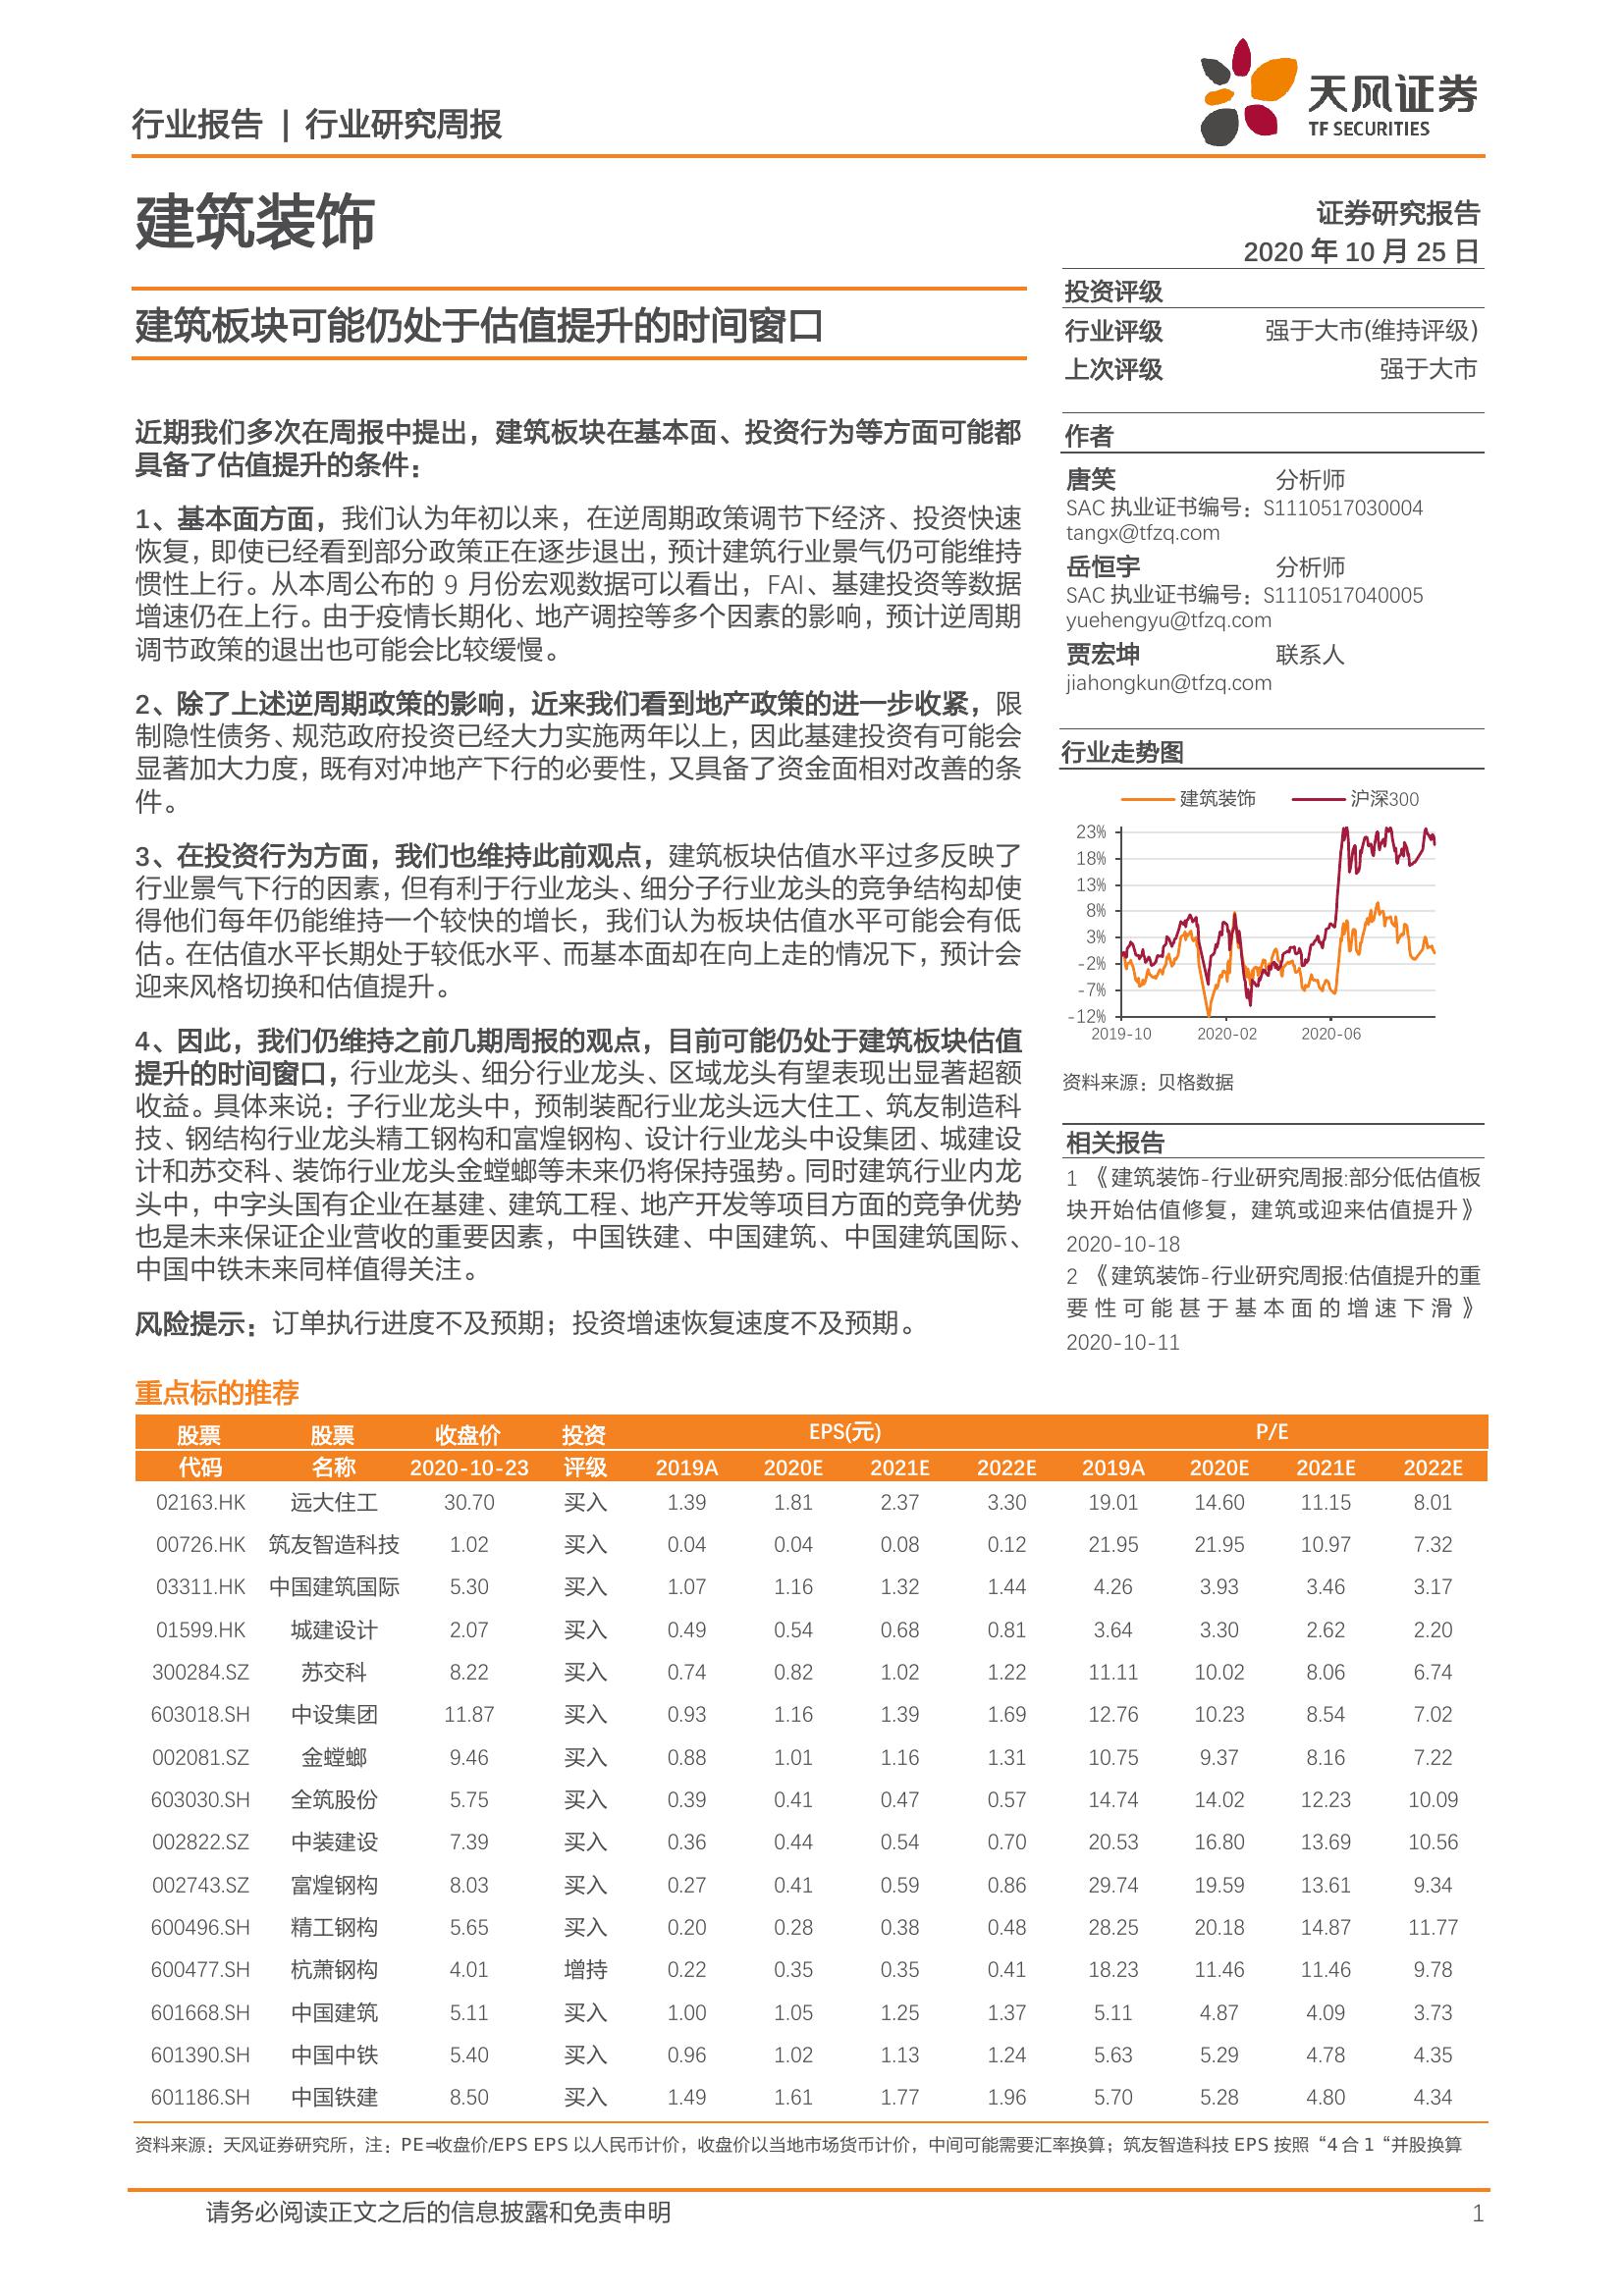 行业报告 | 行业研究周报
天风证券
TF SECURITIES
建筑装饰
证券研究报告
2020 年 10 月 25 日
建筑板块可能仍处于估值提升的时间窗口
近期我们多次在周报中提出，建筑板块在基本面、投资行为等方面可能都
具备了估值提升的条件：
1、基本面方面，我们认为年初以来，在逆周期政策调节下经济、投资快速
恢复，即使已经看到部分政策正在逐步退出，预计建筑行业景气仍可能维持
惯性上行。从本周公布的 9 月份宏观数据可以看出，FAI、基建投资等数据
增速仍在上行。由于疫情长期化、地产调控等多个因素的影响，预计逆周期
调节政策的退出也可能会比较缓慢。
2、除了上述逆周期政策的影响，近来我们看到地产政策的进一步收紧，限
制隐性债务、规范政府投资已经大力实施两年以上，因此基建投资有可能会
显著加大力度，既有对冲地产下行的必要性，又具备了资金面相对改善的条
件。
3、在投资行为方面，我们也维持此前观点，建筑板块估值水平过多反映了
行业景气下行的因素，但有利于行业龙头、细分子行业龙头的竞争结构却使
得他们每年仍能维持一个较快的增长，我们认为板块估值水平可能会有低
估。在估值水平长期处于较低水平、而基本面却在向上走的情况下，预计会
迎来风格切换和估值提升。
4、因此，我们仍维持之前几期周报的观点，目前可能仍处于建筑板块估值
提升的时间窗口，行业龙头、细分行业龙头、区域龙头有望表现出显著超额
收益。具体来说：子行业龙头中，预制装配行业龙头远大住工、筑友制造科
技、钢结构行业龙头精工钢构和富煌钢构、设计行业龙头中设集团、城建设
计和苏交科、装饰行业龙头金螳螂等未来仍将保持强势。同时建筑行业内龙
头中，中字头国有企业在基建、建筑工程、地产开发等项目方面的竞争优势
也是未来保证企业营收的重要因素，中国铁建、中国建筑、中国建筑国际、
中国中铁未来同样值得关注。
风险提示：订单执行进度不及预期；投资增速恢复速度不及预期。
投资评级
行业评级 强于大市(维持评级)
上次评级 强于大市
作者
唐笑 分析师
SAC 执业证书编号：S1110517030004
tangx@tfzq.com
岳恒宇 分析师
SAC 执业证书编号：S1110517040005
yuehengyu@tfzq.com
贾宏坤 联系人
jiahongkun@tfzq.com
行业走势图
建筑装饰 沪深300
23%
18%
13%
8%
3%
-2%
-7%
-12%
2019-10 2020-02 2020-06
资料来源：贝格数据
相关报告
1 《建筑装饰-行业研究周报:部分低估值板
块开始估值修复，建筑或迎来估值提升》
2020-10-18
2 《建筑装饰-行业研究周报:估值提升的重
要性可能甚于基本面的增速下滑》
2020-10-11
重点标的推荐
股票 股票 收盘价 投资 EPS(元) P/E
代码 名称 2020-10-23 评级 2019A 2020E 2021E 2022E 2019A 2020E 2021E 2022E
02163.HK 远大住工 30.70 买入 1.39 1.81 2.37 3.30 19.01 14.60 11.15 8.01
00726.HK 筑友智造科技 1.02 买入 0.04 0.04 0.08 0.12 21.95 21.95 10.97 7.32
03311.HK 中国建筑国际 5.30 买入 1.07 1.16 1.32 1.44 4.26 3.93 3.46 3.17
01599.HK 城建设计 2.07 买入 0.49 0.54 0.68 0.81 3.64 3.30 2.62 2.20
300284.SZ 苏交科 8.22 买入 0.74 0.82 1.02 1.22 11.11 10.02 8.06 6.74
603018.SH 中设集团 11.87 买入 0.93 1.16 1.39 1.69 12.76 10.23 8.54 7.02
002081.SZ 金螳螂 9.46 买入 0.88 1.01 1.16 1.31 10.75 9.37 8.16 7.22
603030.SH 全筑股份 5.75 买入 0.39 0.41 0.47 0.57 14.74 14.02 12.23 10.09
002822.SZ 中装建设 7.39 买入 0.36 0.44 0.54 0.70 20.53 16.80 13.69 10.56
002743.SZ 富煌钢构 8.03 买入 0.27 0.41 0.59 0.86 29.74 19.59 13.61 9.34
600496.SH 精工钢构 5.65 买入 0.20 0.28 0.38 0.48 28.25 20.18 14.87 11.77
600477.SH 杭萧钢构 4.01 增持 0.22 0.35 0.35 0.41 18.23 11.46 11.46 9.78
601668.SH 中国建筑 5.11 买入 1.00 1.05 1.25 1.37 5.11 4.87 4.09 3.73
601390.SH 中国中铁 5.40 买入 0.96 1.02 1.13 1.24 5.63 5.29 4.78 4.35
601186.SH 中国铁建 8.50 买入 1.49 1.61 1.77 1.96 5.70 5.28 4.80 4.34
资料来源：天风证券研究所，注：PE=收盘价/EPS EPS 以人民币计价，收盘价以当地市场货币计价，中间可能需要汇率换算；筑友智造科技 EPS 按照“4 合 1“并股换算
请务必阅读正文之后的信息披露和免责申明 1